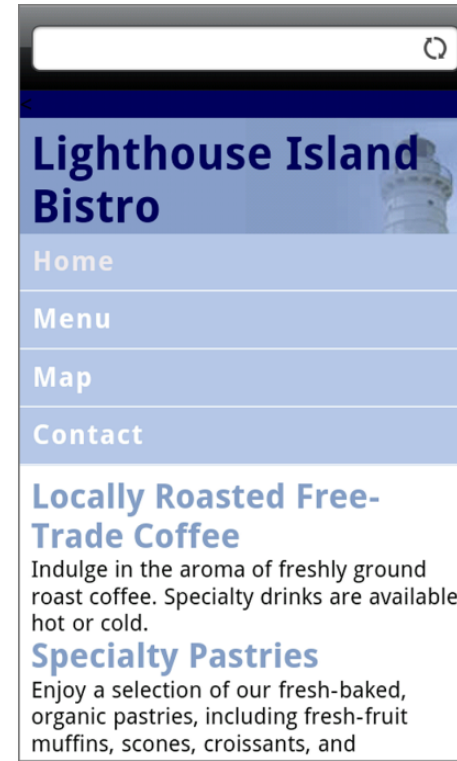 <
Lighthouse Island
Bistro
Home
Menu
Map
Contact
Locally Roasted Free-
Trade Coffee
Indulge in the aroma of freshly ground
roast coffee. Specialty drinks are available
hot or cold.
Specialty Pastries
Enjoy a selection of our fresh-baked,
organic pastries, including fresh-fruit
muffins, scones, croissants, and